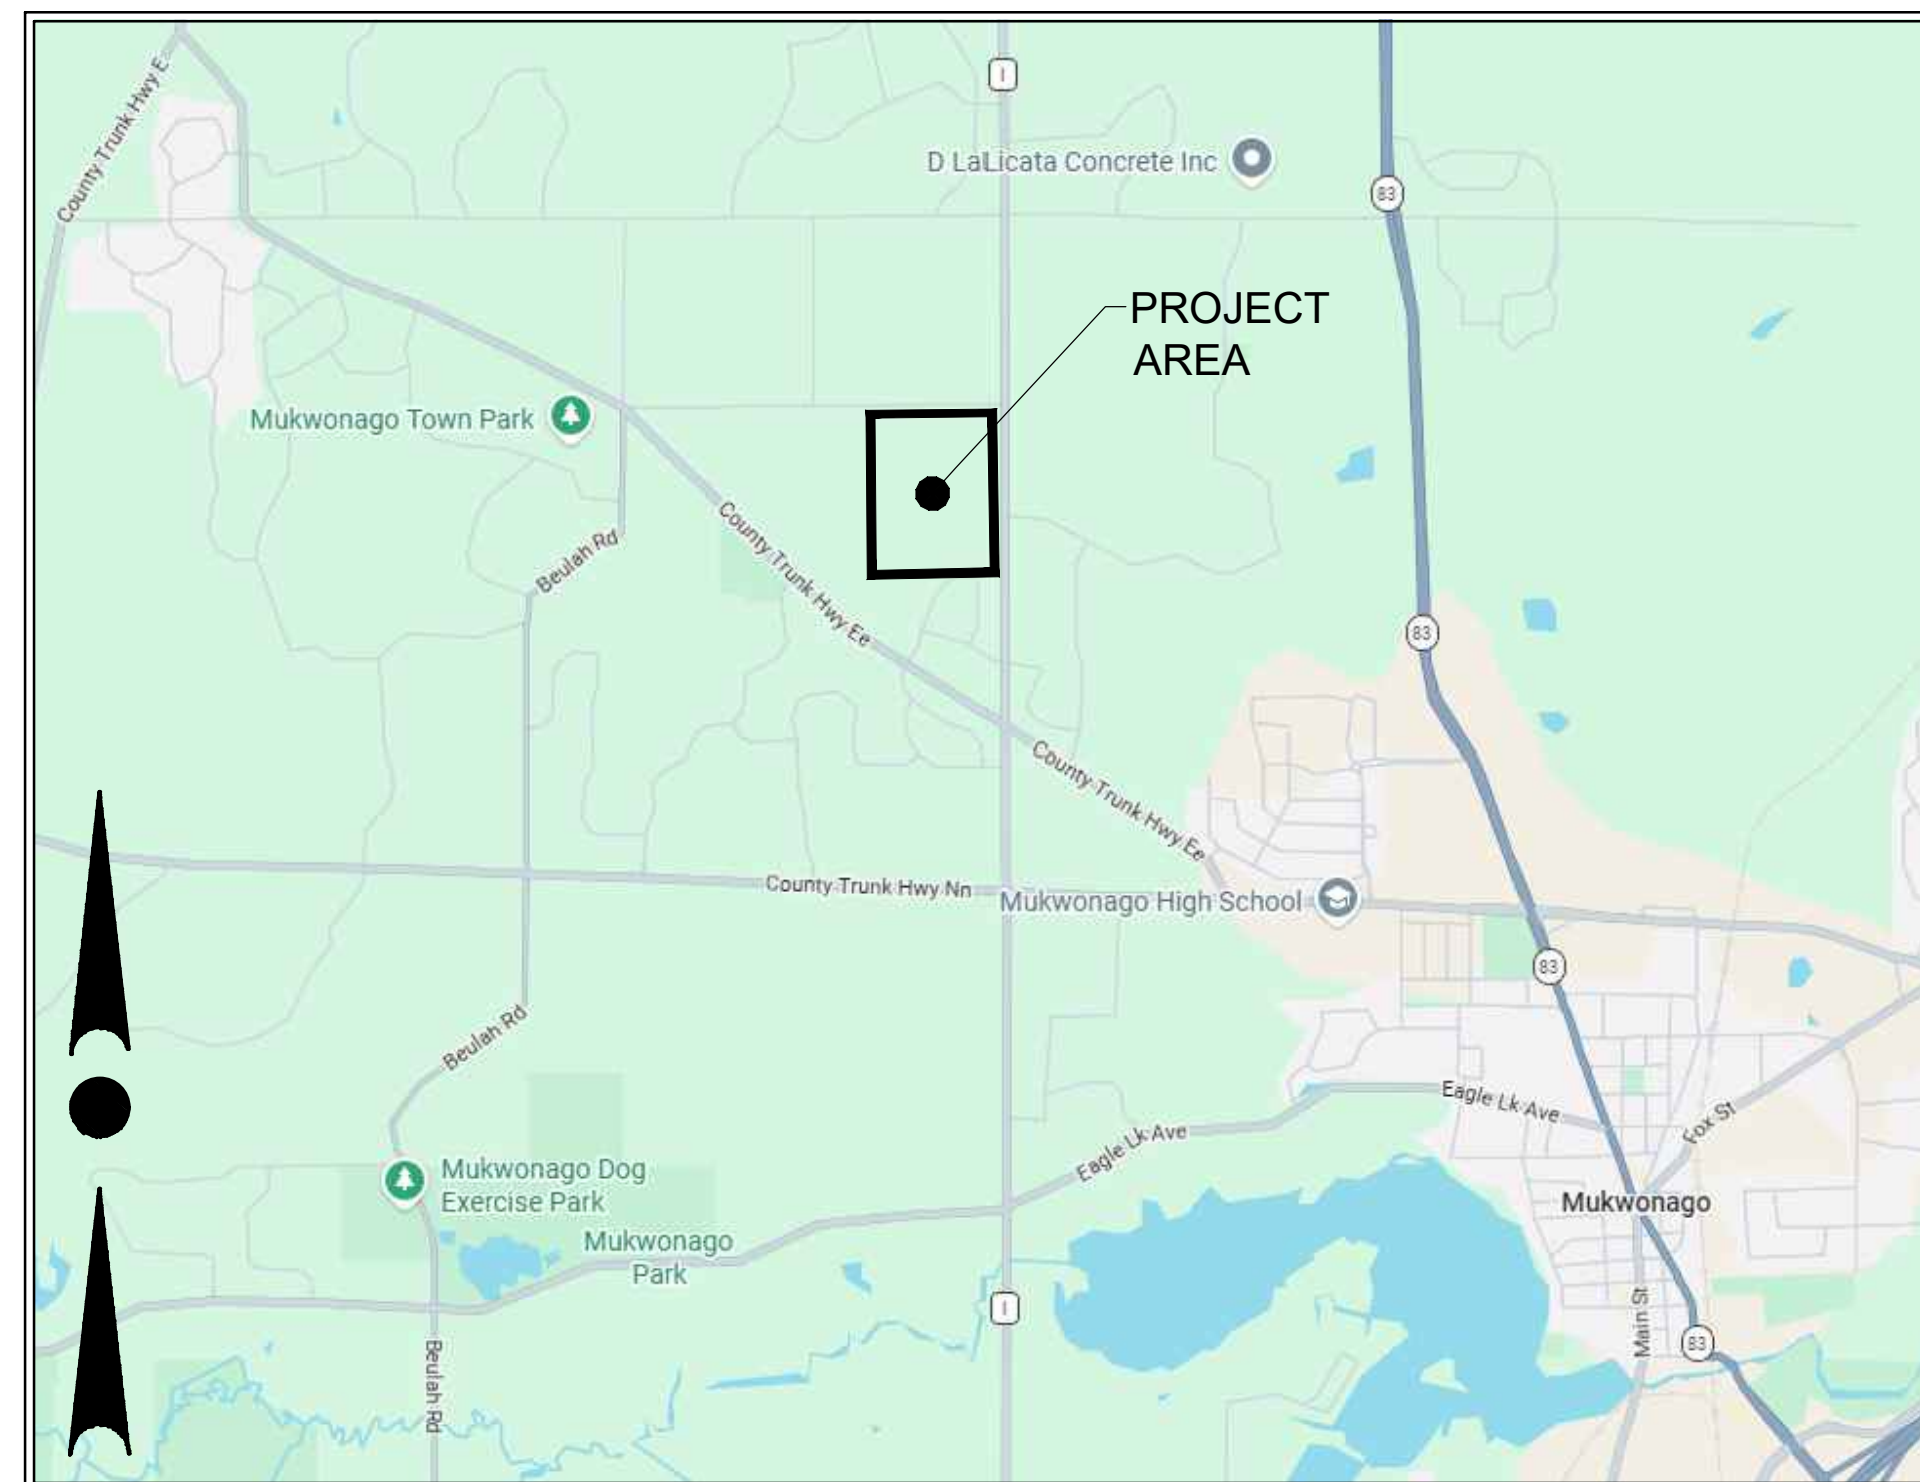 County Trunk Hwy E
I
D LaLicata Concrete Inc
83
PROJECT
AREA
Mukwonago Town Park
County Trunk Hwy Ee
Beulah Rd
83
County Trunk Hwy Ee
County Trunk Hwy Nn
Mukwonago High School
83
Beulah Rd
Eagle Lk Ave
Eagle Lk Ave
Fox St
Mukwonago Dog
Exercise Park
Mukwonago
Mukwonago
Park
I
Main St
83
Beulah Rd